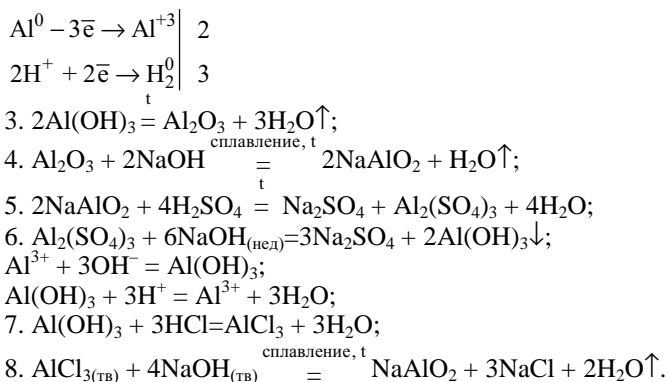 Al⁰ – 3ē → Al⁺³ | 2
2H⁺ + 2ē → H₂⁰ | 3
3. 2Al(OH)₃ =ᵗ Al₂O₃ + 3H₂O↑;
4. Al₂O₃ + 2NaOH =(сплавление, t) 2NaAlO₂ + H₂O↑;
5. 2NaAlO₂ + 4H₂SO₄ =ᵗ Na₂SO₄ + Al₂(SO₄)₃ + 4H₂O;
6. Al₂(SO₄)₃ + 6NaOH₍нед₎=3Na₂SO₄ + 2Al(OH)₃↓;
Al³⁺ + 3OH⁻ = Al(OH)₃;
Al(OH)₃ + 3H⁺ = Al³⁺ + 3H₂O;
7. Al(OH)₃ + 3HCl=AlCl₃ + 3H₂O;
8. AlCl₃₍тв₎ + 4NaOH₍тв₎ =(сплавление, t) NaAlO₂ + 3NaCl + 2H₂O↑.